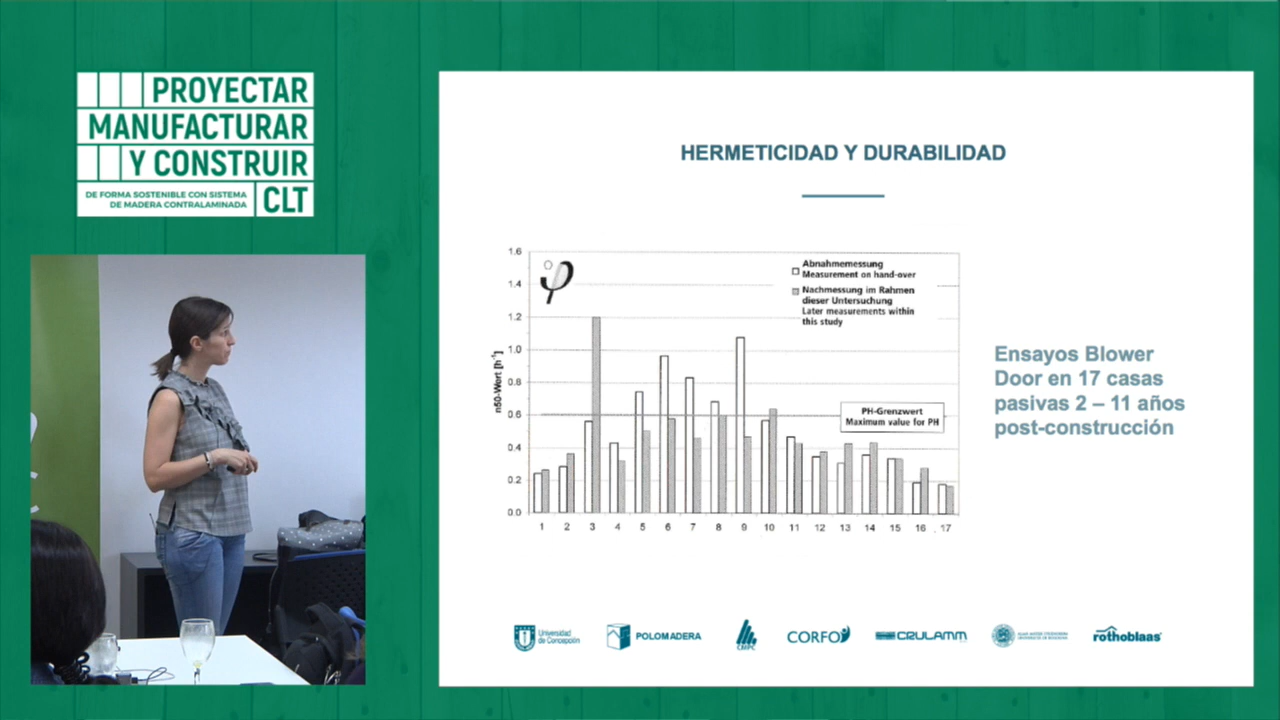 PROYECTAR
MANUFACTURAR
Y CONSTRUIR
DE FORMA SOSTENIBLE CON SISTEMA
DE MADERA CONTRALAMINADA
CLT
HERMETICIDAD Y DURABILIDAD
Abnahmemessung
Measurement on hand-over
Nachmessung im Rahmen
dieser Untersuchung
Later measurements within
this study
n50-Wert [h-1]
1.6
1.4
1.2
1.0
0.8
0.6
0.4
0.2
0.0
PH-Grenzwert
Maximum value for PH
1 2 3 4 5 6 7 8 9 10 11 12 13 14 15 16 17
Ensayos Blower
Door en 17 casas
pasivas 2 – 11 años
post-construcción
Universidad
de Concepción
POLOMADERA
CMPC
CORFO
CRULAMM
rothoblaas